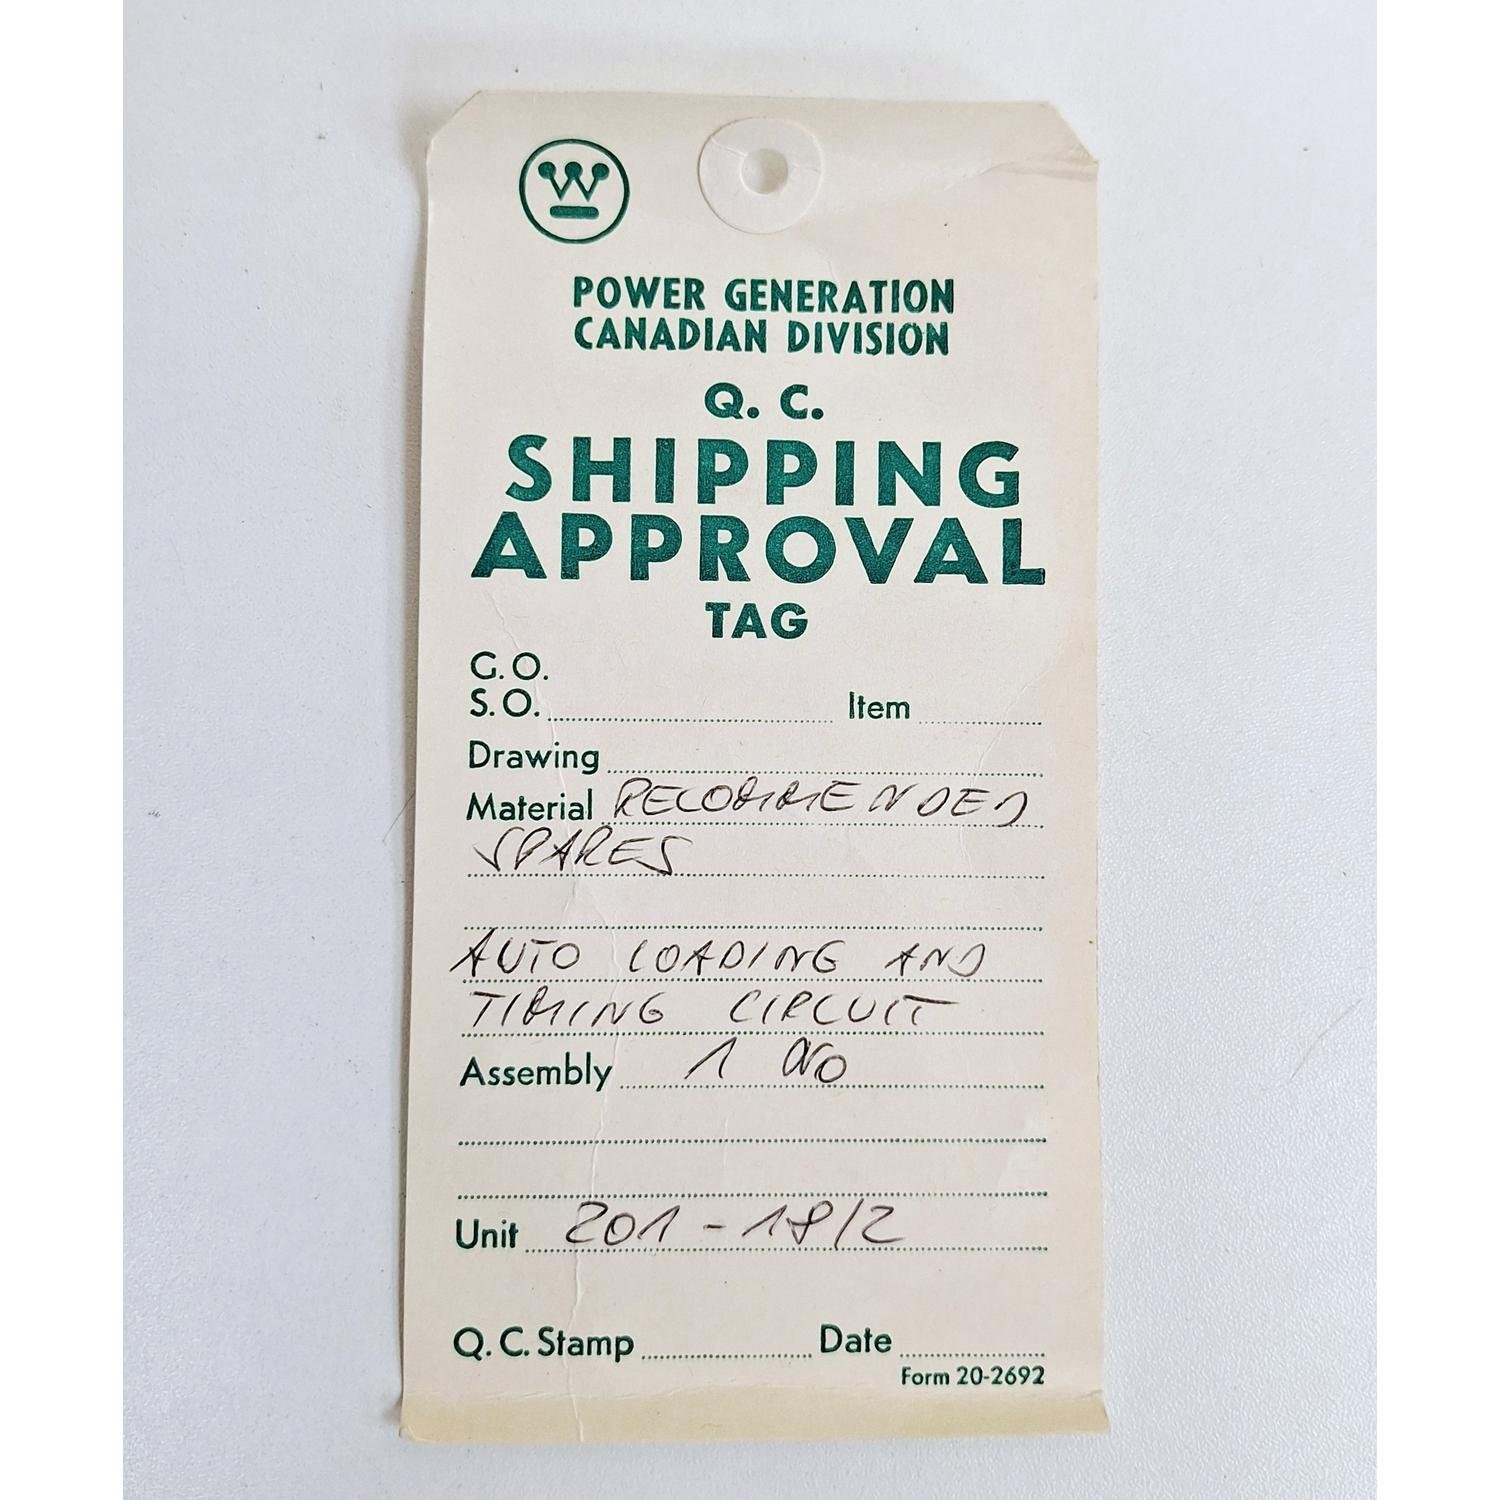 W
POWER GENERATION
CANADIAN DIVISION
Q. C.
SHIPPING
APPROVAL
TAG
G.O.
S.O. Item
Drawing
Material RECOMMENDED
SPARES
AUTO LOADING AND
TIMING CIRCUIT
Assembly 1 NO
Unit 201-18/2
Q.C. Stamp Date
Form 20-2692